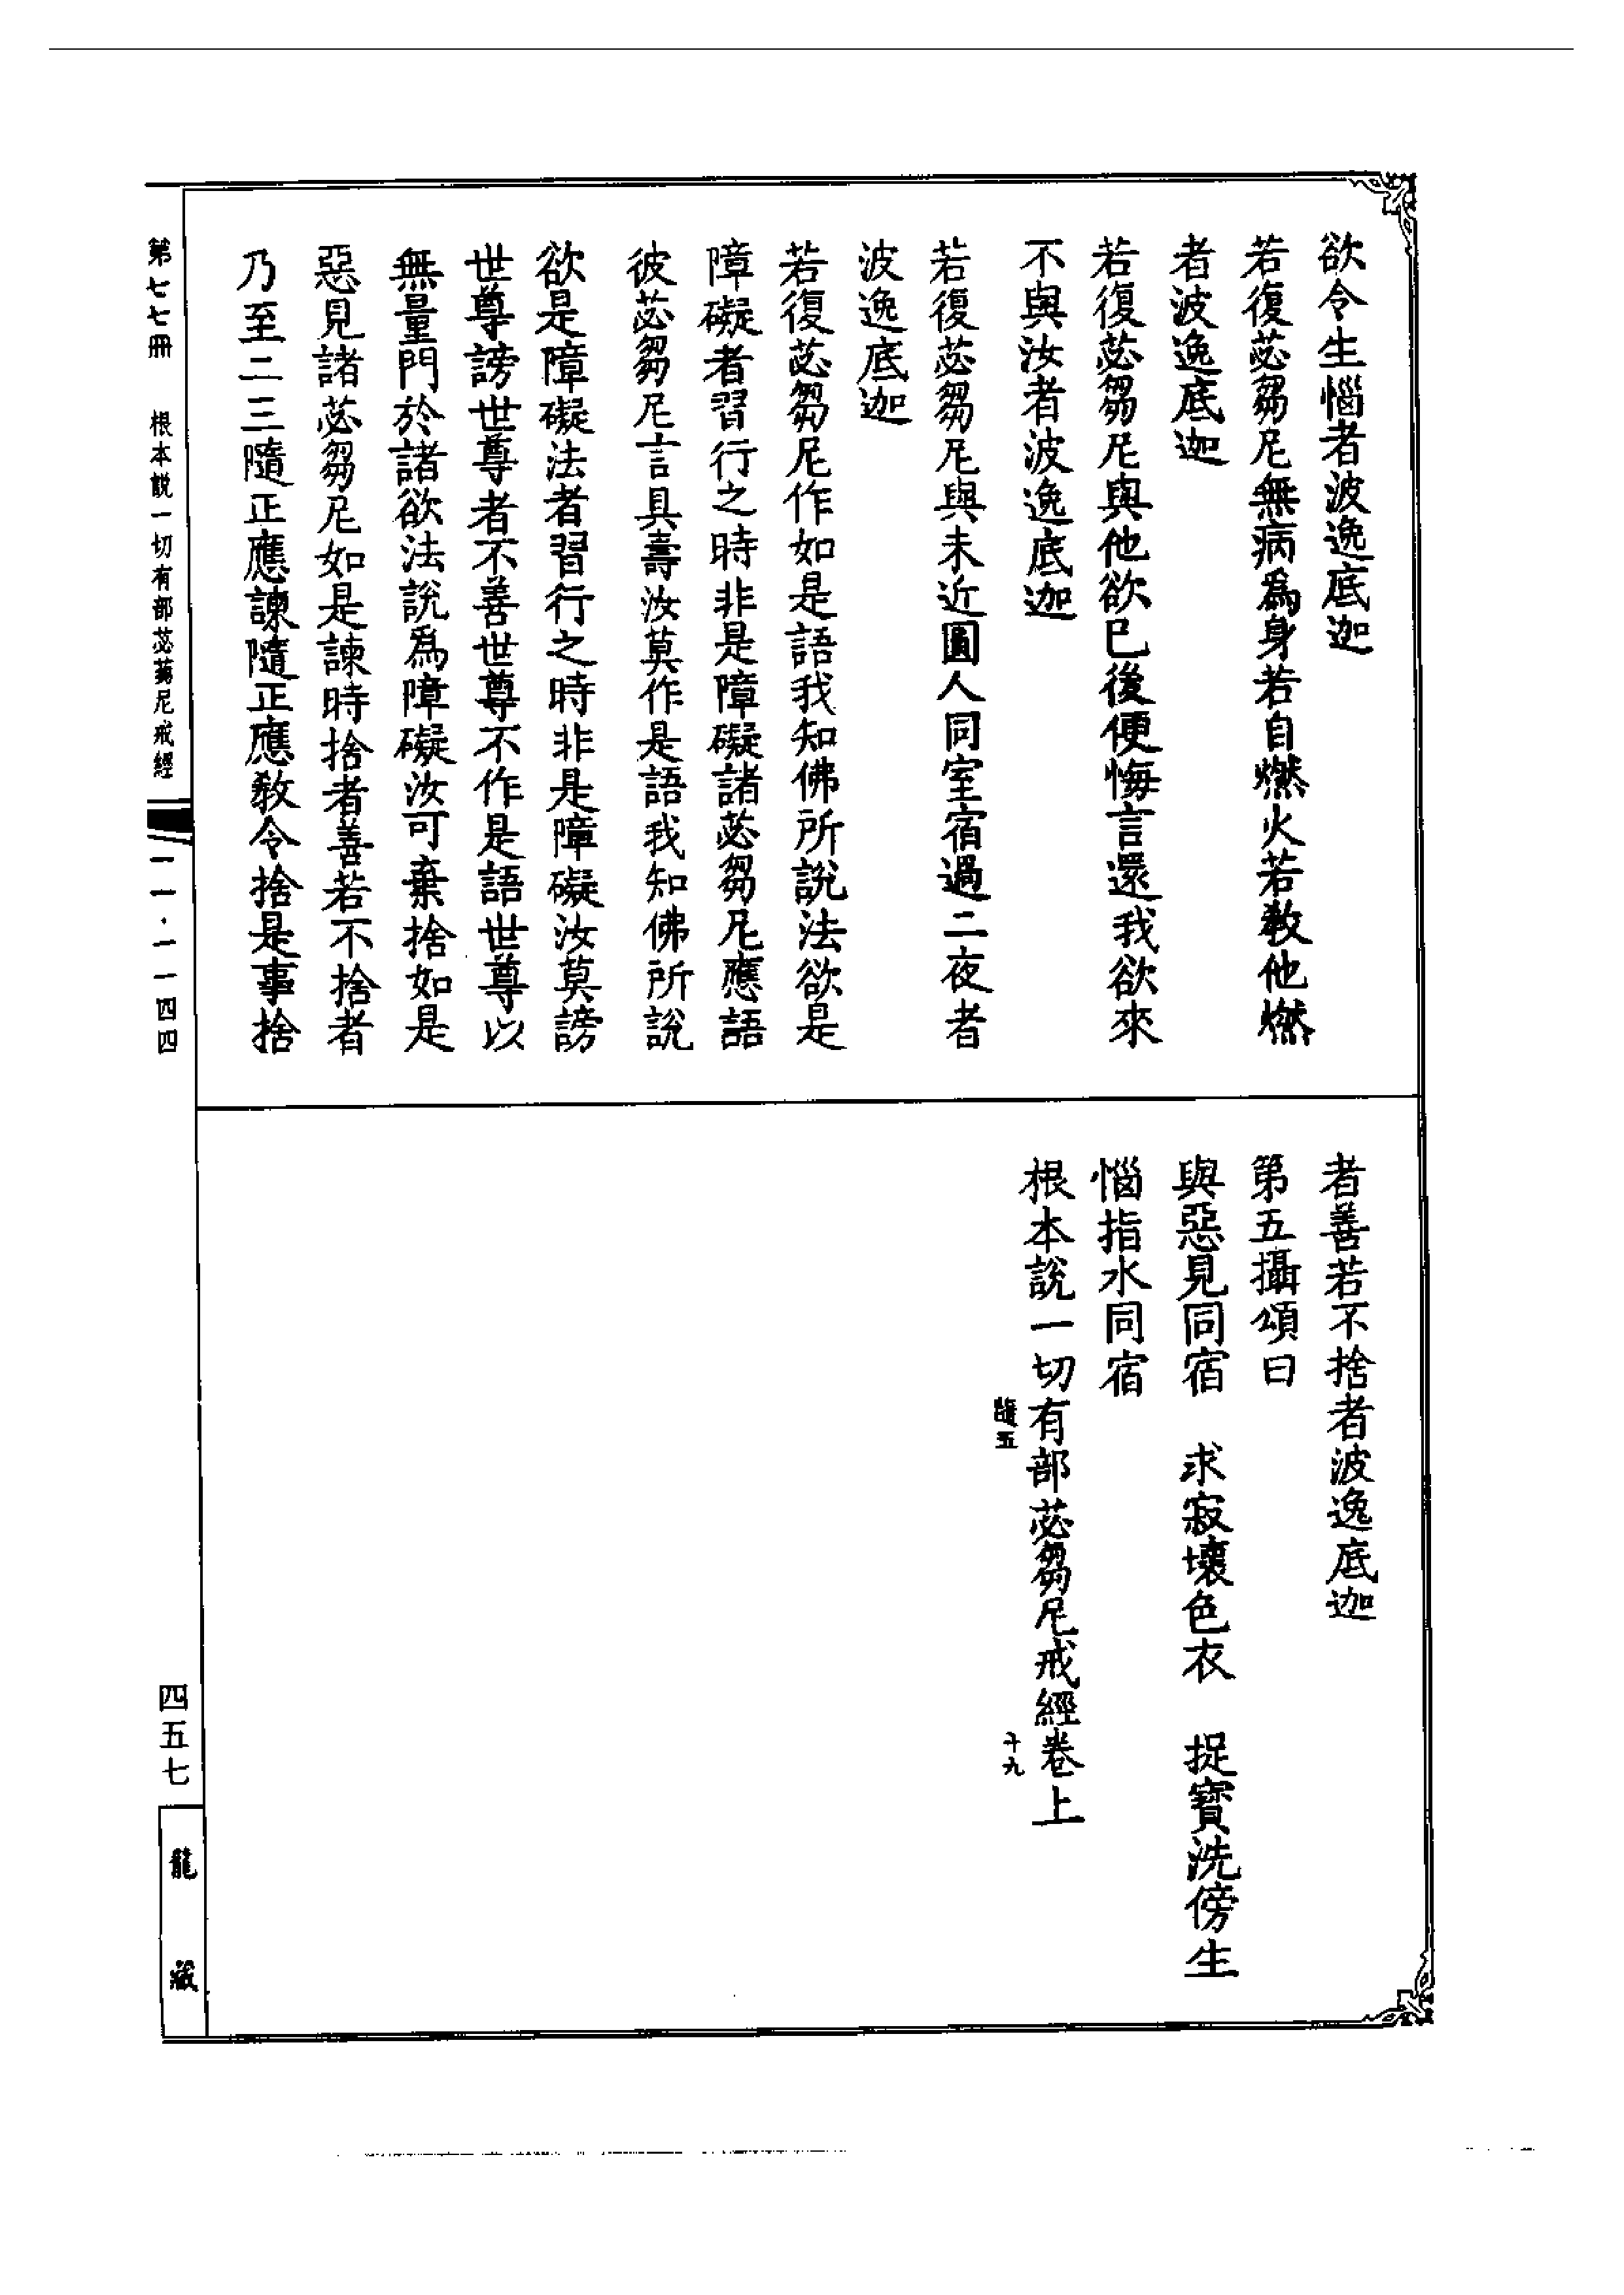 欲令生惱者波逸底迦
若復苾芻尼無病爲身若自燃火若教他燃
者波逸底迦
若復苾芻尼與他欲已後便悔言還我欲來
不與汝者波逸底迦
若復苾芻尼與未近圓人同室宿過二夜者
波逸底迦
若復苾芻尼作如是語我知佛所說法欲是
障礙者習行之時非是障礙諸苾芻尼應語
彼苾芻尼言具壽汝莫作是語我知佛所說
欲是障礙法者習行之時非是障礙汝莫謗
世尊謗世尊者不善世尊不作是語世尊以
無量門於諸欲法說爲障礙汝可棄捨如是
惡見諸苾芻尼如是諫時捨者善若不捨者
乃至二三隨正應諫隨正應教令捨是事捨
者善若不捨者波逸底迦
第五攝頌曰
與惡見同宿　求寂壞色衣　捉寶洗傍生
惱指水同宿
根本說一切有部苾芻尼戒經卷上
隨五
十九
第七七冊　根本説一切有部苾蒭尼戒經
一一·一一四四
四五七
龍藏